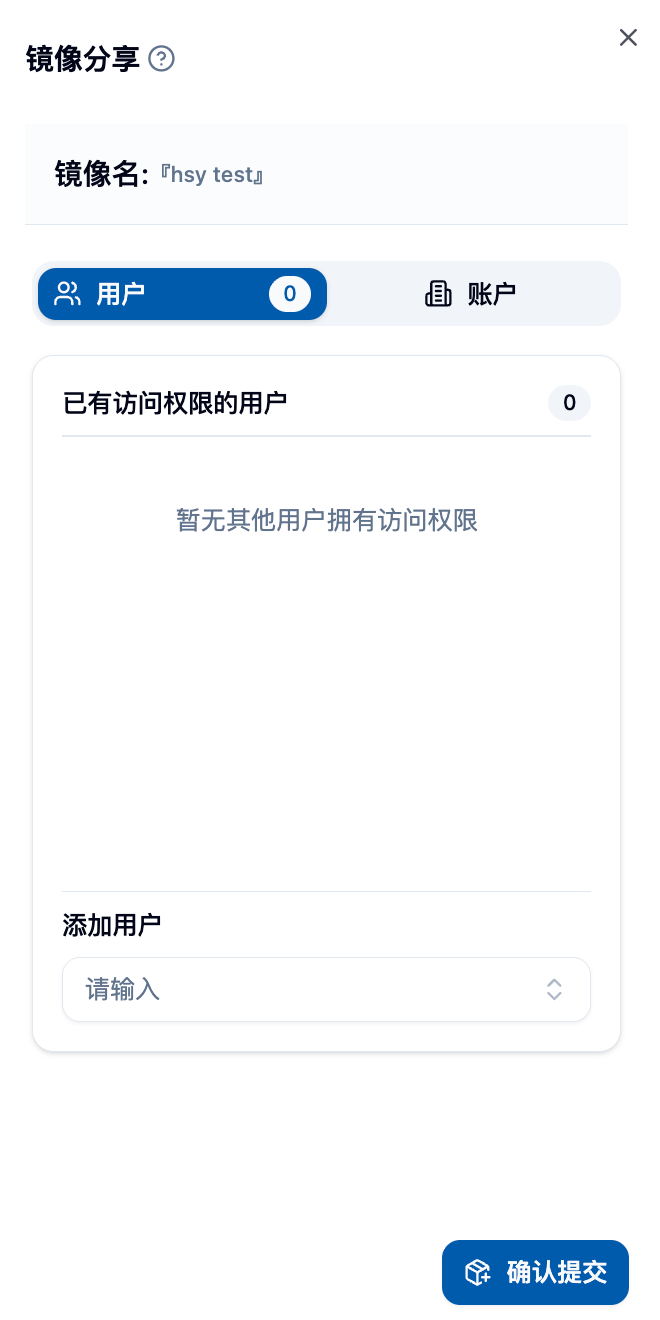 镜像分享
镜像名:『hsy test』
用户 0 账户
已有访问权限的用户 0
暂无其他用户拥有访问权限
添加用户
请输入
确认提交